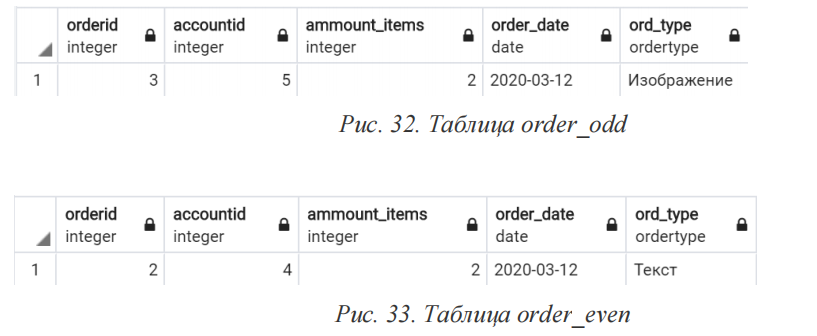 orderid accountid ammount_items order_date ord_type
integer integer integer date ordertype
1 3 5 2 2020-03-12 Изображение
Рис. 32. Таблица order_odd
orderid accountid ammount_items order_date ord_type
integer integer integer date ordertype
1 2 4 2 2020-03-12 Текст
Рис. 33. Таблица order_even